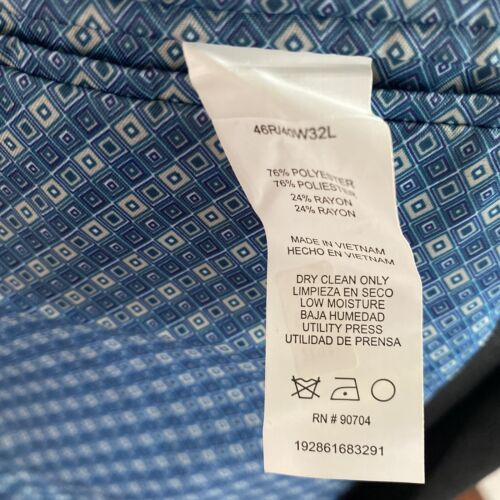 46R/40W32L
76% POLYESTER
76% POLIESTER
24% RAYON
24% RAYON
MADE IN VIETNAM
HECHO EN VIETNAM
DRY CLEAN ONLY
LIMPIEZA EN SECO
LOW MOISTURE
BAJA HUMEDAD
UTILITY PRESS
UTILIDAD DE PRENSA
RN # 90704
192861683291